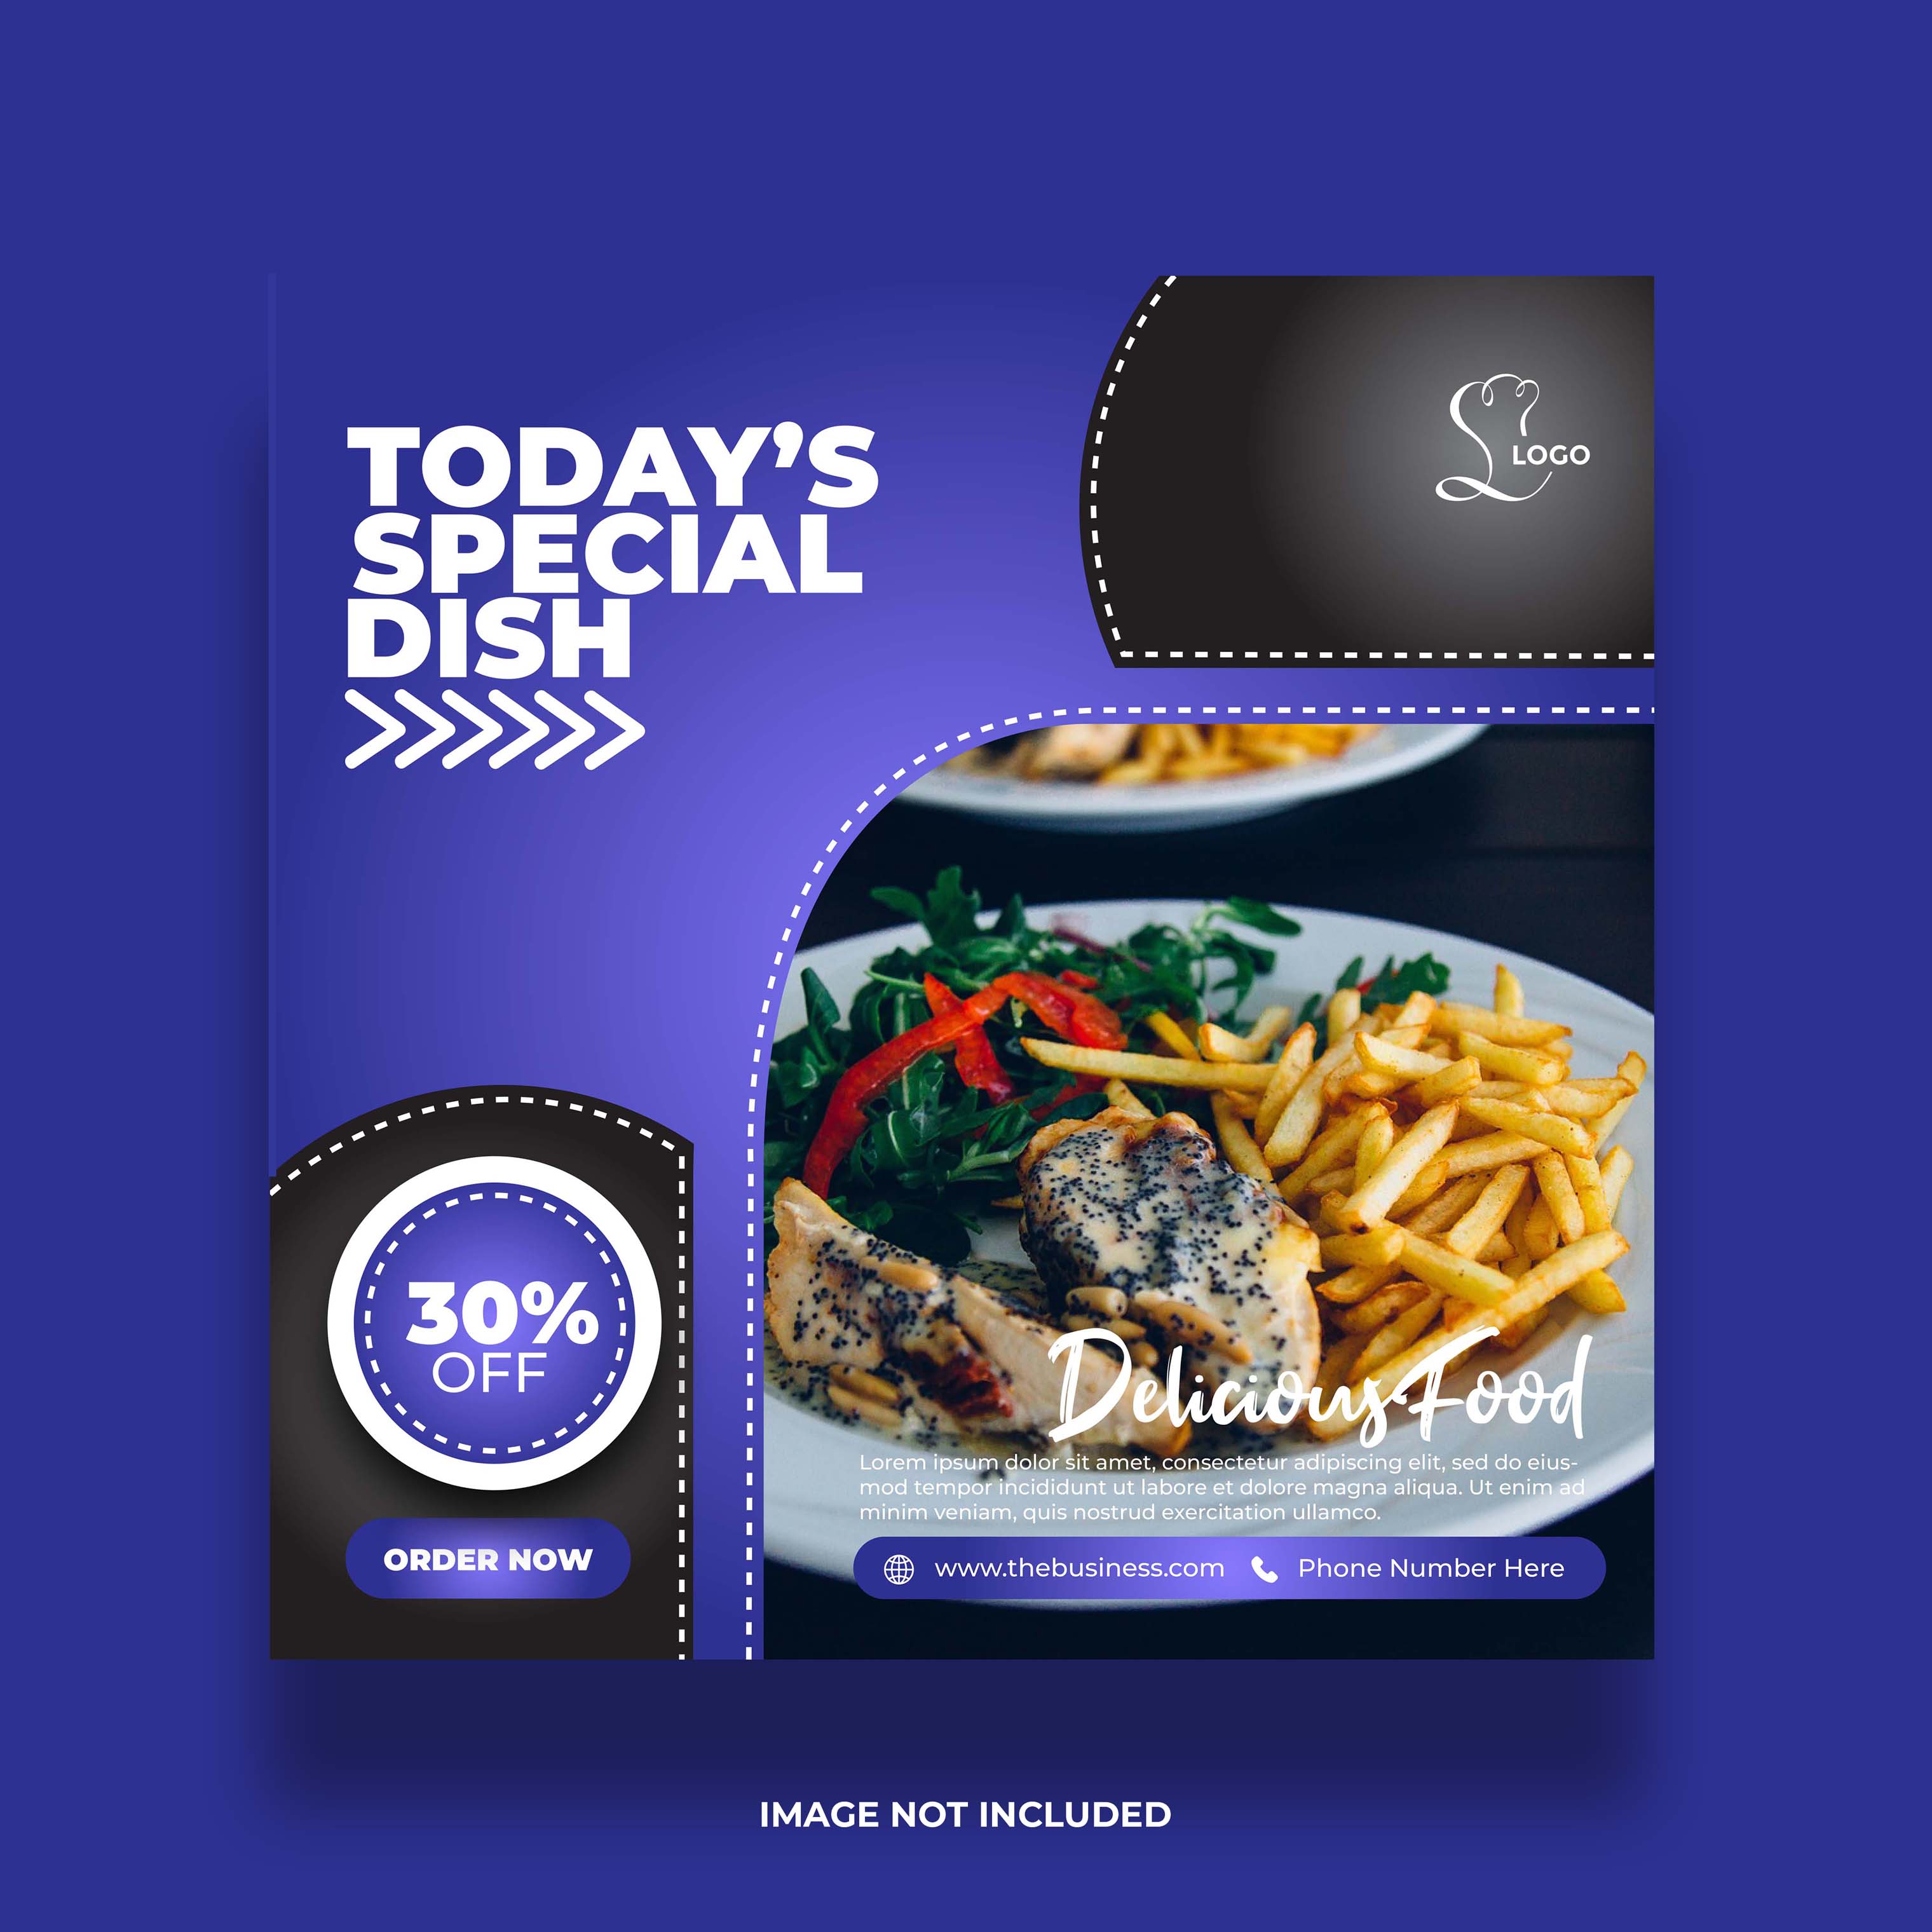 TODAY’S
SPECIAL
DISH
LOGO
30%
OFF
ORDER NOW
Delicious Food
Lorem ipsum dolor sit amet, consectetur adipiscing elit, sed do eius-
mod tempor incididunt ut labore et dolore magna aliqua. Ut enim ad
minim veniam, quis nostrud exercitation ullamco.
www.thebusiness.com Phone Number Here
IMAGE NOT INCLUDED